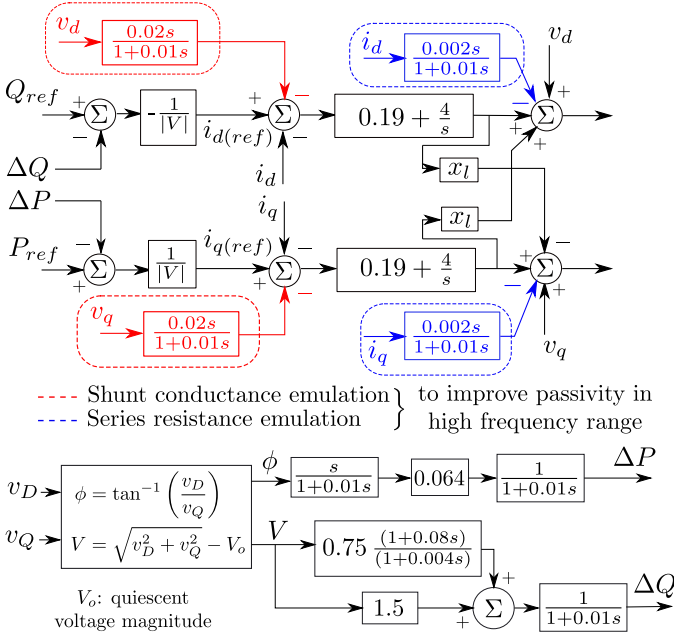 v_d 0.02s/(1+0.01s) − i_d 0.002s/(1+0.01s) − v_d +
Q_ref + − Σ -1/|V| i_d(ref) + − Σ 0.19 + 4/s + + Σ
ΔQ i_d x_l
ΔP i_q x_l
P_ref − + Σ 1/|V| i_q(ref) + − − Σ 0.19 + 4/s + − − + Σ
v_q 0.02s/(1+0.01s) i_q 0.002s/(1+0.01s) v_q
Shunt conductance emulation } to improve passivity in
Series resistance emulation high frequency range
v_D φ = tan⁻¹(v_D/v_Q) φ s/(1+0.01s) 0.064 1/(1+0.01s) ΔP
v_Q V = √(v_D² + v_Q²) − V_o V 0.75 (1+0.08s)/(1+0.004s) +
V_o: quiescent 1.5 + Σ 1/(1+0.01s) ΔQ
voltage magnitude